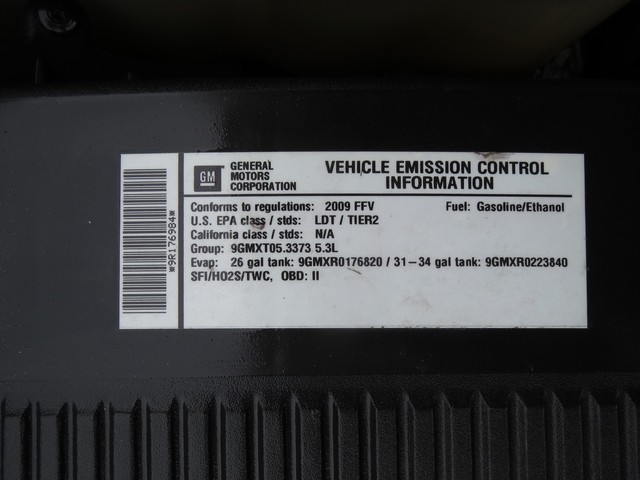 GM
GENERAL
MOTORS
CORPORATION
VEHICLE EMISSION CONTROL
INFORMATION
Conforms to regulations: 2009 FFV Fuel: Gasoline/Ethanol
U.S. EPA class / stds: LDT / TIER2
California class / stds: N/A
Group: 9GMXT05.3373 5.3L
Evap: 26 gal tank: 9GMXR0176820 / 31-34 gal tank: 9GMXR0223840
SFI/HO2S/TWC, OBD: II
*9R176984*